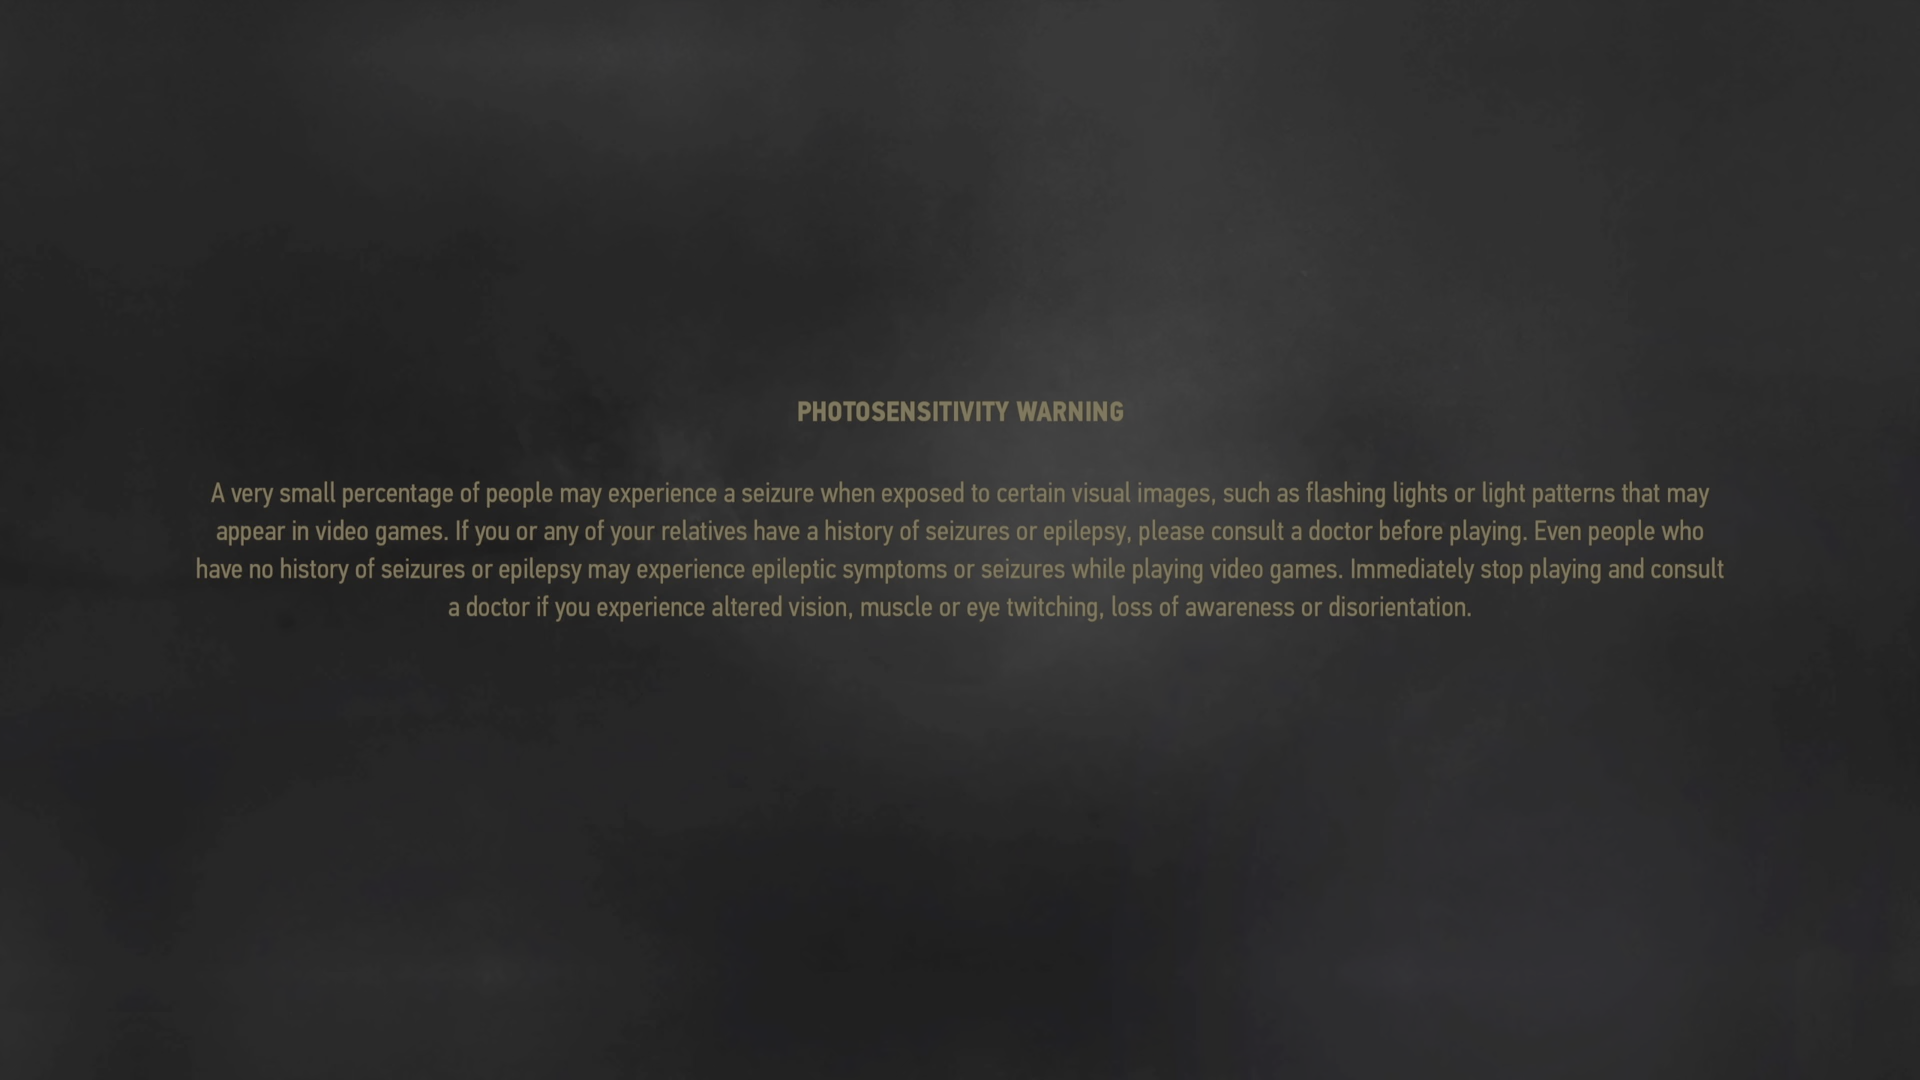 PHOTOSENSITIVITY WARNING
A very small percentage of people may experience a seizure when exposed to certain visual images, such as flashing lights or light patterns that may
appear in video games. If you or any of your relatives have a history of seizures or epilepsy, please consult a doctor before playing. Even people who
have no history of seizures or epilepsy may experience epileptic symptoms or seizures while playing video games. Immediately stop playing and consult
a doctor if you experience altered vision, muscle or eye twitching, loss of awareness or disorientation.